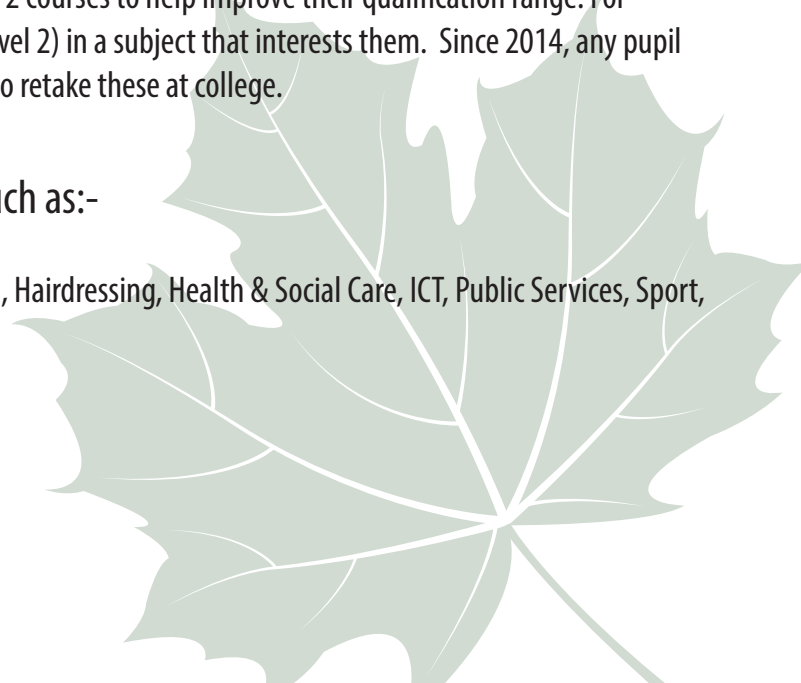 2 courses to help improve their qualification range. For
vel 2) in a subject that interests them. Since 2014, any pupil
o retake these at college.
uch as:-
, Hairdressing, Health & Social Care, ICT, Public Services, Sport,